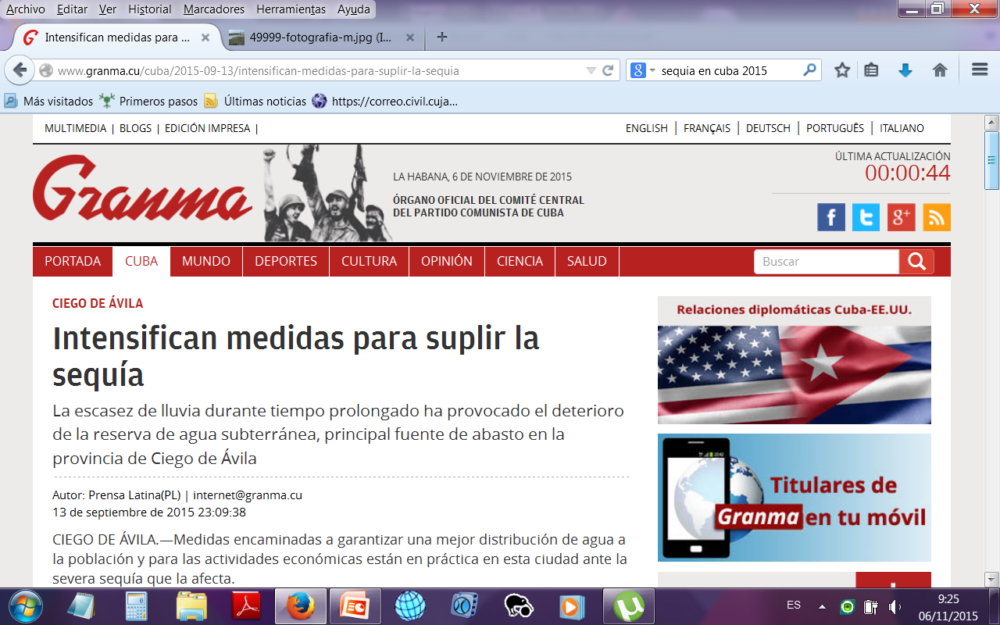 Archivo Editar Ver Historial Marcadores Herramientas Ayuda
Intensifican medidas para ... × 49999-fotografia-m.jpg (I... × +
www.granma.cu/cuba/2015-09-13/intensifican-medidas-para-suplir-la-sequia
sequia en cuba 2015
Más visitados Primeros pasos Últimas noticias https://correo.civil.cuja...
MULTIMEDIA | BLOGS | EDICIÓN IMPRESA |
ENGLISH | FRANÇAIS | DEUTSCH | PORTUGUÊS | ITALIANO
Granma
LA HABANA, 6 DE NOVIEMBRE DE 2015
ÓRGANO OFICIAL DEL COMITÉ CENTRAL
DEL PARTIDO COMUNISTA DE CUBA
ÚLTIMA ACTUALIZACIÓN
00:00:44
PORTADA CUBA MUNDO DEPORTES CULTURA OPINIÓN CIENCIA SALUD
Buscar
CIEGO DE ÁVILA
Intensifican medidas para suplir la
sequía
La escasez de lluvia durante tiempo prolongado ha provocado el deterioro
de la reserva de agua subterránea, principal fuente de abasto en la
provincia de Ciego de Ávila
Autor: Prensa Latina(PL) | internet@granma.cu
13 de septiembre de 2015 23:09:38
CIEGO DE ÁVILA.—Medidas encaminadas a garantizar una mejor distribución de agua a
la población y para las actividades económicas están en práctica en esta ciudad ante la
severa sequía que la afecta.
Relaciones diplomáticas Cuba-EE.UU.
Titulares de
Granma en tu móvil
ES
9:25
06/11/2015